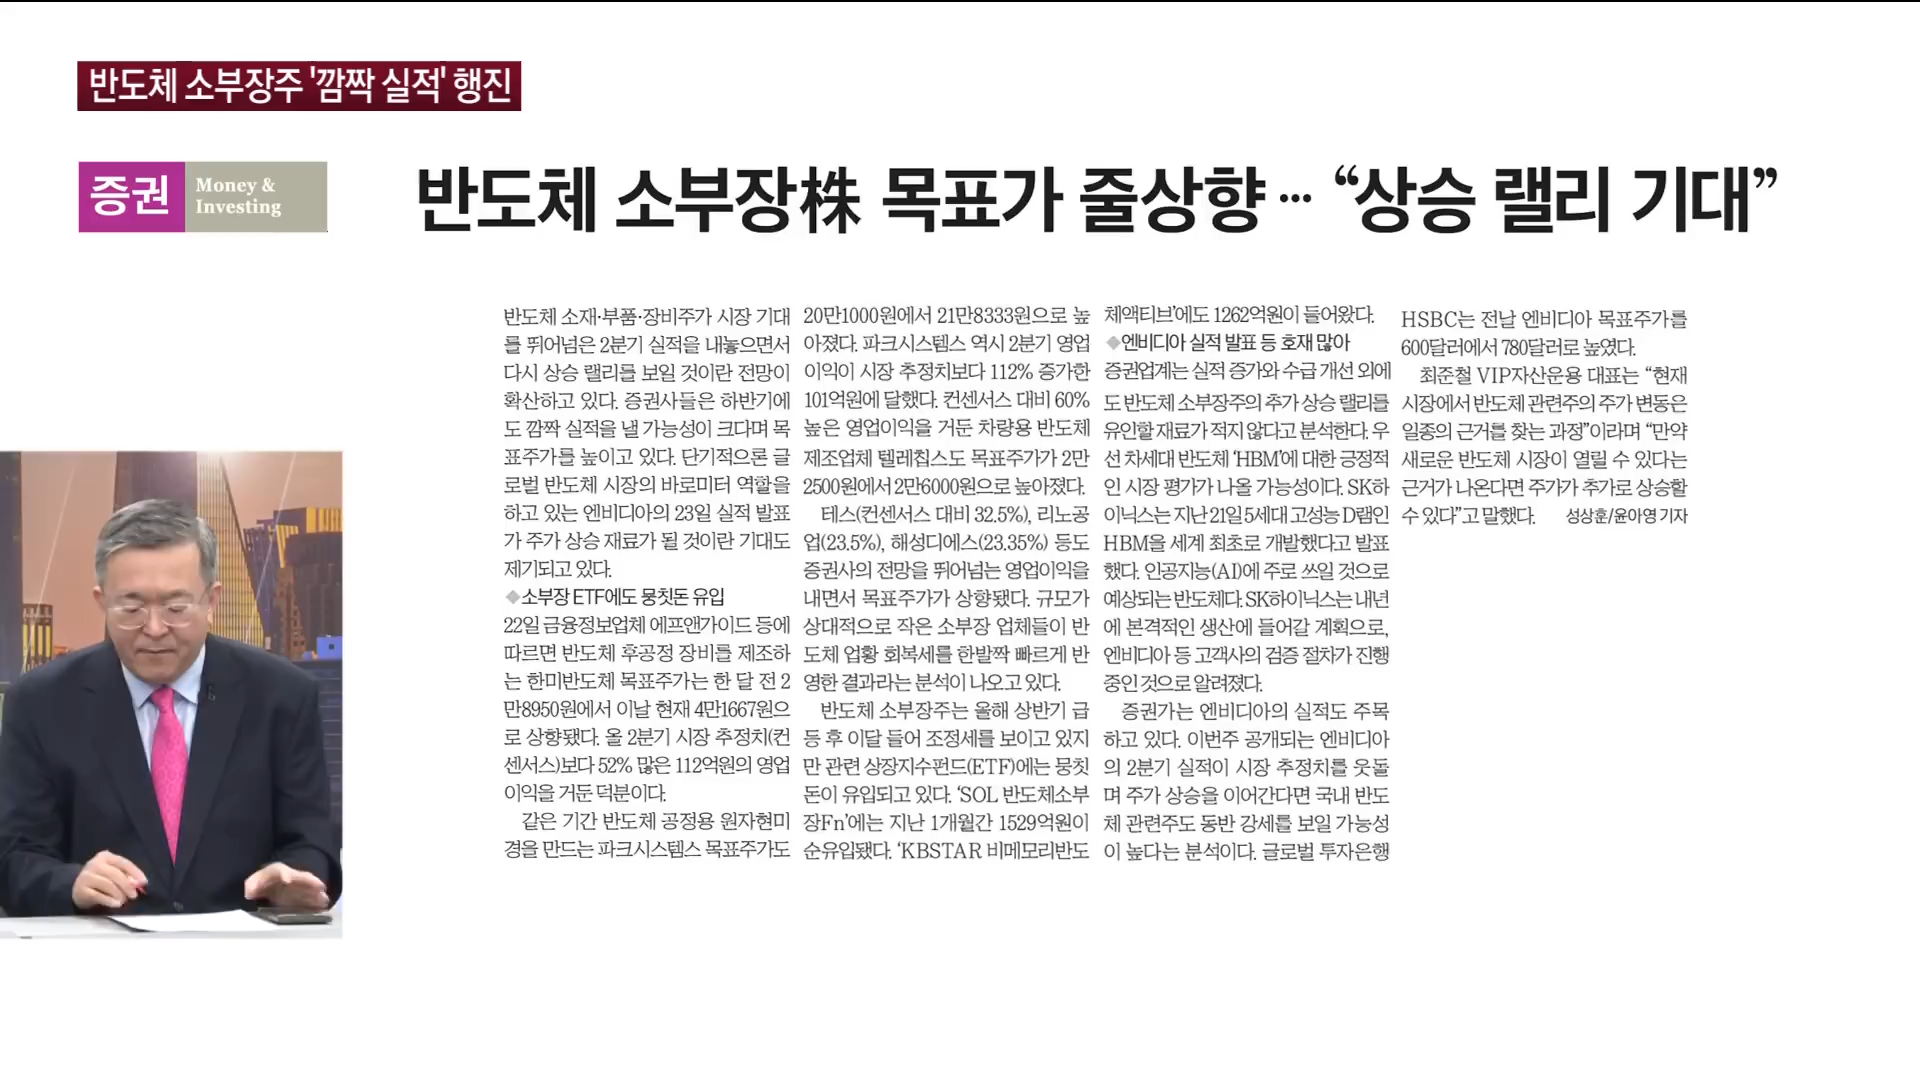 반도체 소부장주 '깜짝 실적' 행진
증권
Money &
Investing
반도체 소부장株 목표가 줄상향… “상승 랠리 기대”
반도체 소재·부품·장비주가 시장 기대
를 뛰어넘은 2분기 실적을 내놓으면서
다시 상승 랠리를 보일 것이란 전망이
확산하고 있다. 증권사들은 하반기에
도 깜짝 실적을 낼 가능성이 크다며 목
표주가를 높이고 있다. 단기적으론 글
로벌 반도체 시장의 바로미터 역할을
하고 있는 엔비디아의 23일 실적 발표
가 주가 상승 재료가 될 것이란 기대도
제기되고 있다.
◆소부장 ETF에도 뭉칫돈 유입
22일 금융정보업체 에프앤가이드 등에
따르면 반도체 후공정 장비를 제조하
는 한미반도체 목표주가는 한 달 전 2
만8950원에서 이날 현재 4만1667원으
로 상향됐다. 올 2분기 시장 추정치(컨
센서스)보다 52% 많은 112억원의 영업
이익을 거둔 덕분이다.
같은 기간 반도체 공정용 원자현미
경을 만드는 파크시스템스 목표주가도
20만1000원에서 21만8333원으로 높
아졌다. 파크시스템스 역시 2분기 영업
이익이 시장 추정치보다 112% 증가한
101억원에 달했다. 컨센서스 대비 60%
높은 영업이익을 거둔 차량용 반도체
제조업체 텔레칩스도 목표주가가 2만
2500원에서 2만6000원으로 높아졌다.
테스(컨센서스 대비 32.5%), 리노공
업(23.5%), 해성디에스(23.35%) 등도
증권사의 전망을 뛰어넘는 영업이익을
내면서 목표주가가 상향됐다. 규모가
상대적으로 작은 소부장 업체들이 반
도체 업황 회복세를 한발짝 빠르게 반
영한 결과라는 분석이 나오고 있다.
반도체 소부장주는 올해 상반기 급
등 후 이달 들어 조정세를 보이고 있지
만 관련 상장지수펀드(ETF)에는 뭉칫
돈이 유입되고 있다. ‘SOL 반도체소부
장Fn’에는 지난 1개월간 1529억원이
순유입됐다. ‘KBSTAR 비메모리반도
체액티브’에도 1262억원이 들어왔다.
◆엔비디아 실적 발표 등 호재 많아
증권업계는 실적 증가와 수급 개선 외에
도 반도체 소부장주의 추가 상승 랠리를
유인할 재료가 적지 않다고 분석한다. 우
선 차세대 반도체 ‘HBM’에 대한 긍정적
인 시장 평가가 나올 가능성이다. SK하
이닉스는 지난 21일 5세대 고성능 D램인
HBM을 세계 최초로 개발했다고 발표
했다. 인공지능(AI)에 주로 쓰일 것으로
예상되는 반도체다. SK하이닉스는 내년
에 본격적인 생산에 들어갈 계획으로,
엔비디아 등 고객사의 검증 절차가 진행
중인 것으로 알려졌다.
증권가는 엔비디아의 실적도 주목
하고 있다. 이번주 공개되는 엔비디아
의 2분기 실적이 시장 추정치를 웃돌
며 주가 상승을 이어간다면 국내 반도
체 관련주도 동반 강세를 보일 가능성
이 높다는 분석이다. 글로벌 투자은행
HSBC는 전날 엔비디아 목표주가를
600달러에서 780달러로 높였다.
최준철 VIP자산운용 대표는 “현재
시장에서 반도체 관련주의 주가 변동은
일종의 근거를 찾는 과정”이라며 “만약
새로운 반도체 시장이 열릴 수 있다는
근거가 나온다면 주가가 추가로 상승할
수 있다”고 말했다. 성상훈/윤아영 기자